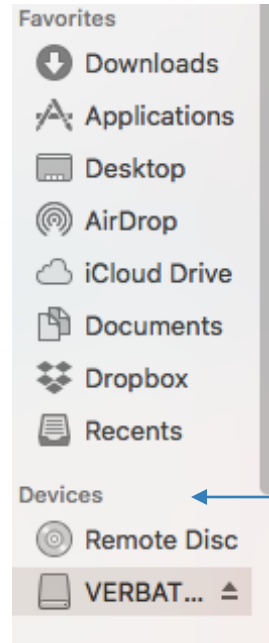 Favorites
Downloads
Applications
Desktop
AirDrop
iCloud Drive
Documents
Dropbox
Recents
Devices
Remote Disc
VERBAT...